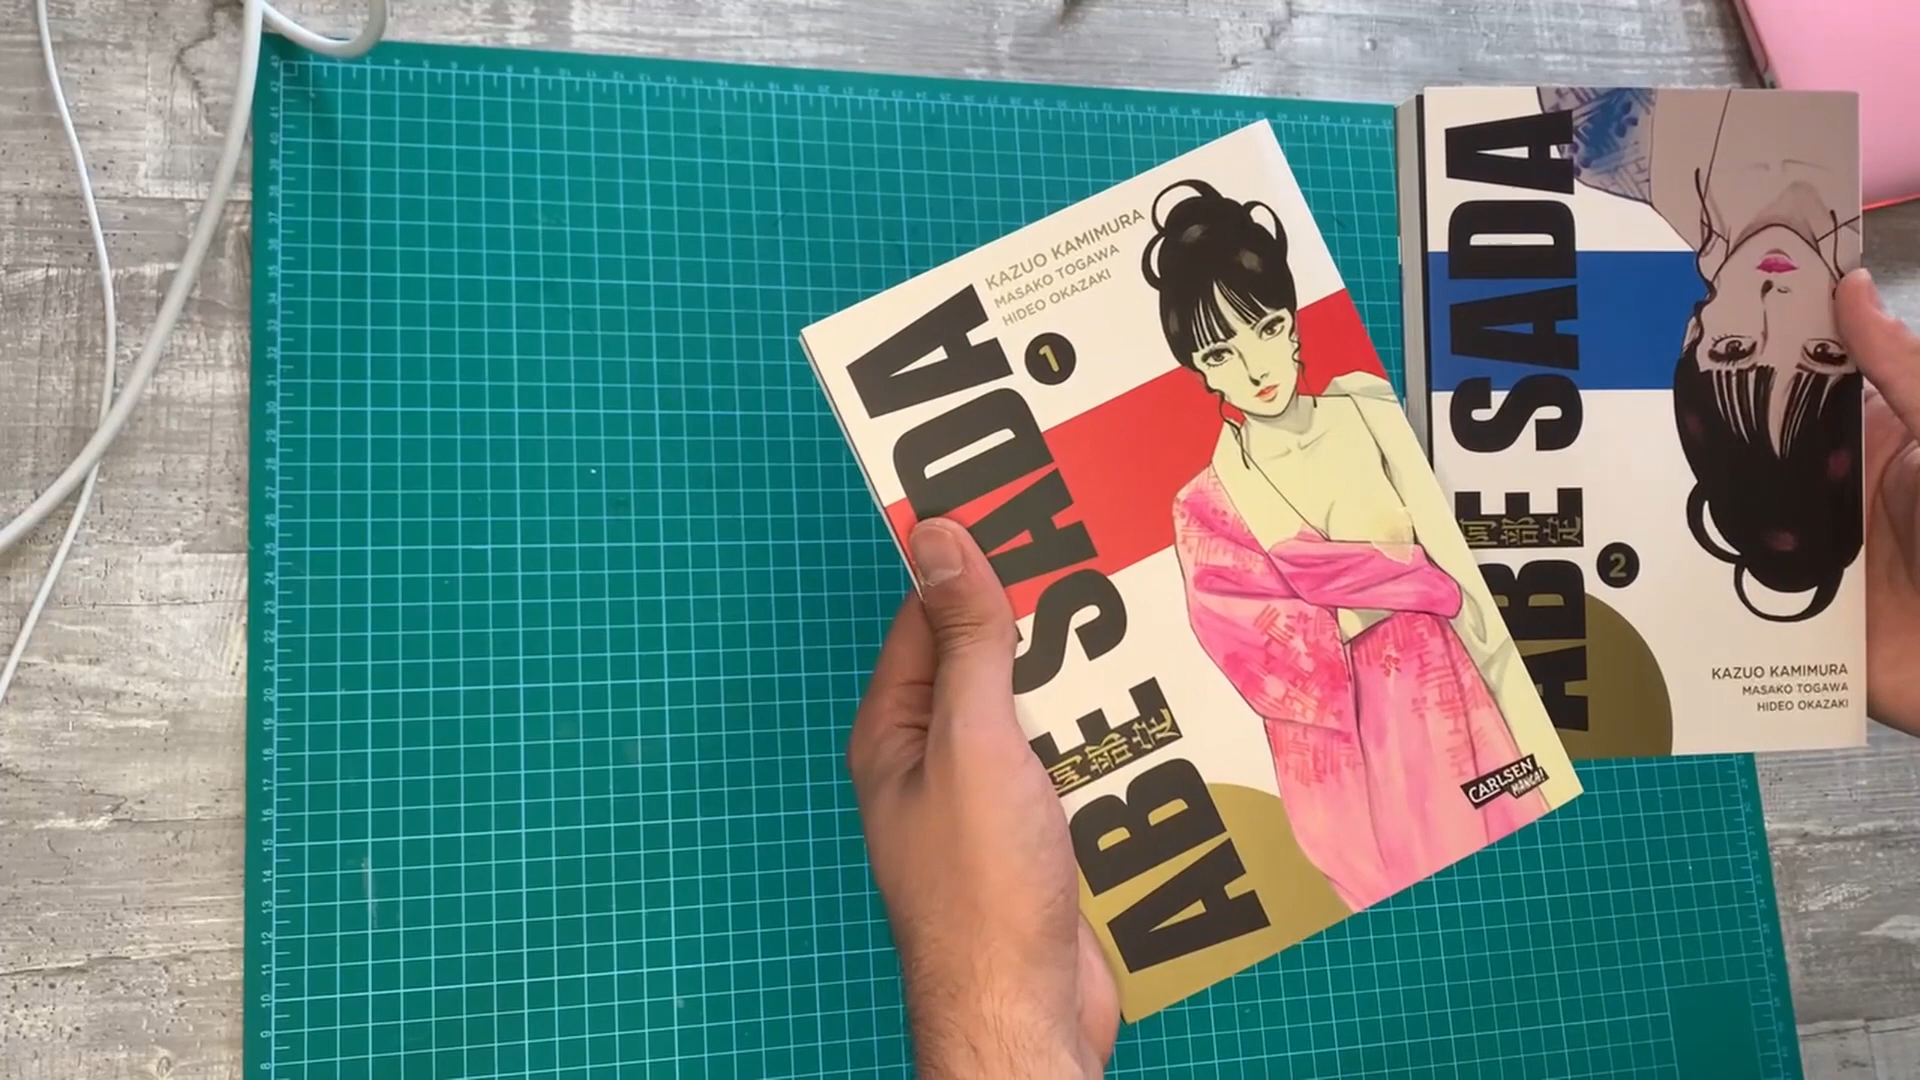 KAZUO KAMIMURA
MASAKO TOGAWA
HIDEO OKAZAKI
1
ABE SADA
阿部定
CARLSEN
MANGA!
ABE SADA
阿部定
2
KAZUO KAMIMURA
MASAKO TOGAWA
HIDEO OKAZAKI